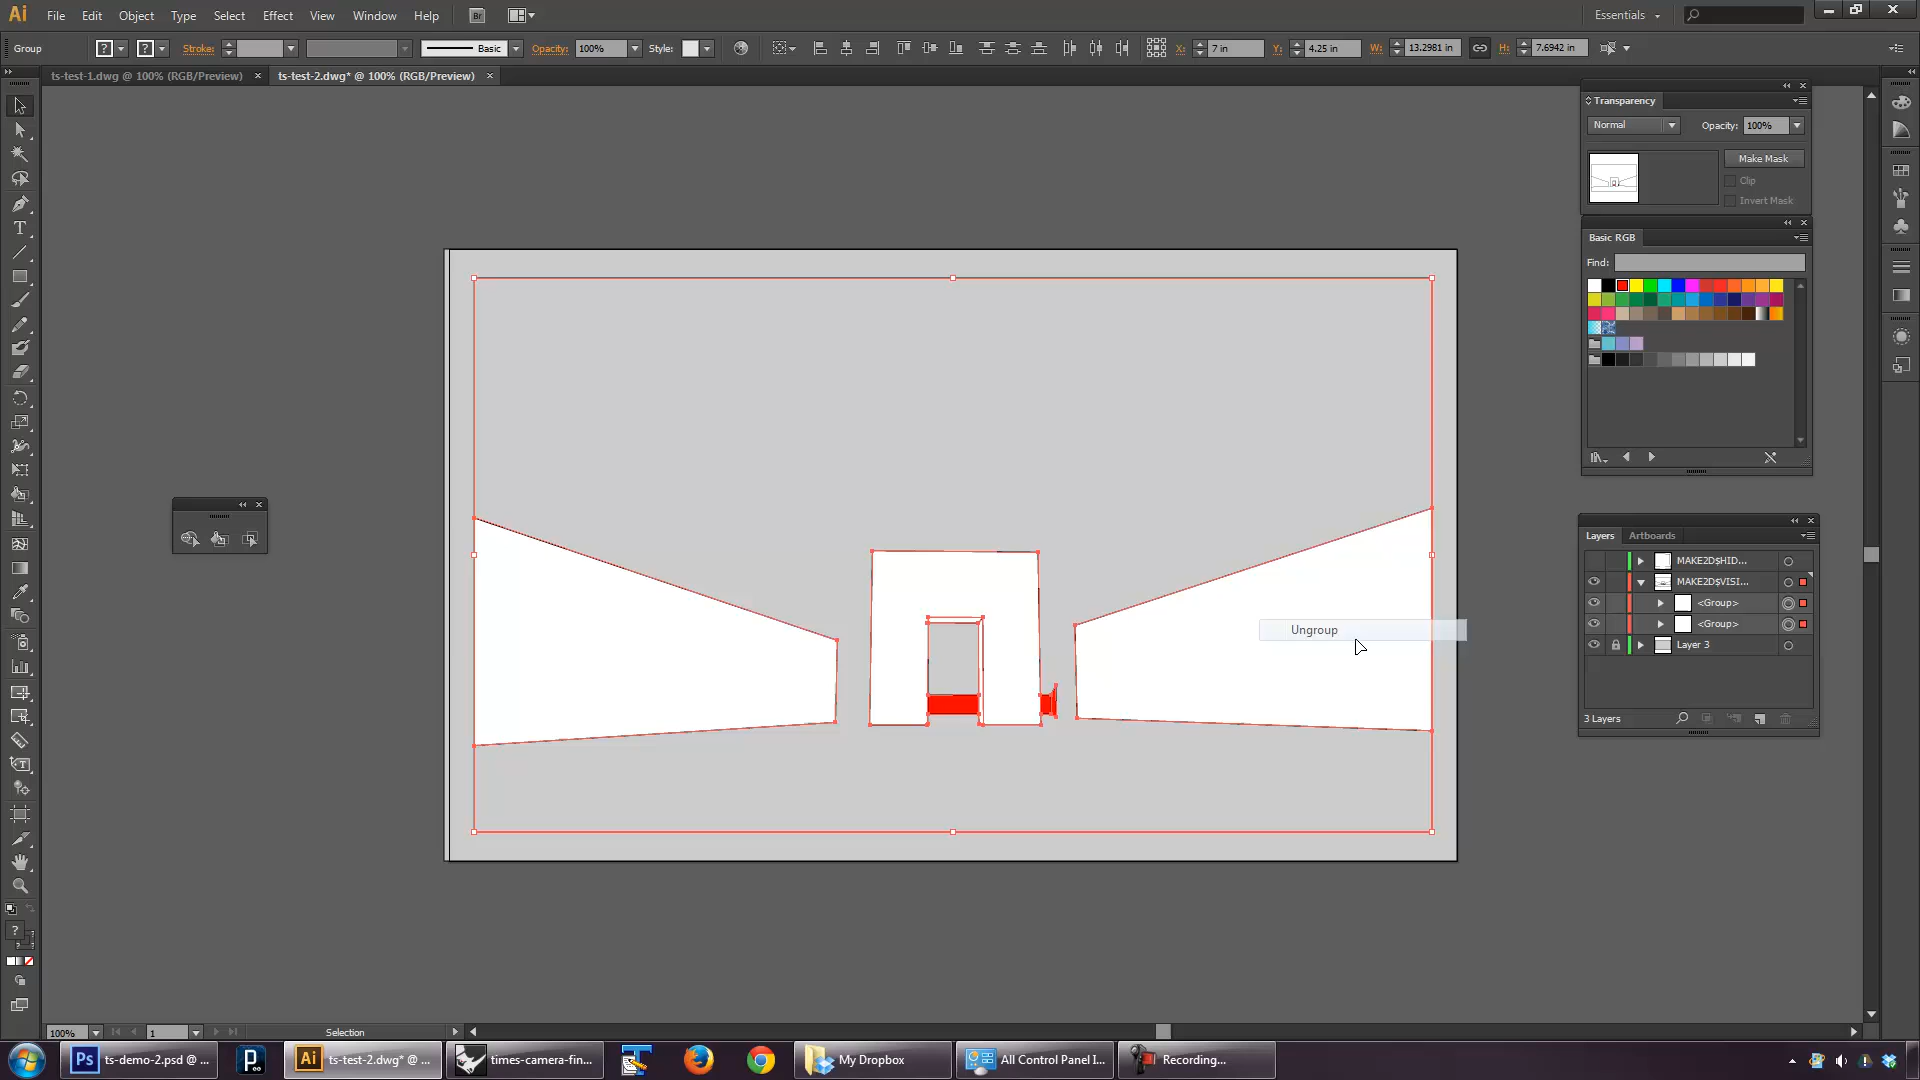 Ai File Edit Object Type Select Effect View Window Help Br Essentials
Group ? ? Stroke: Basic Opacity: 100% Style: X: 7 in Y: 4.25 in W: 13.2981 in H: 7.6942 in
ts-test-1.dwg @ 100% (RGB/Preview) × ts-test-2.dwg* @ 100% (RGB/Preview) ×
Transparency
Normal Opacity: 100%
Make Mask
Clip
Invert Mask
Basic RGB
Find:
Layers Artboards
MAKE2D$HID...
MAKE2D$VISI...
<Group>
<Group>
Layer 3
3 Layers
Ungroup
100% 1 Selection
Ps ts-demo-2.psd @ ... Ai ts-test-2.dwg* @ ... times-camera-fin... My Dropbox All Control Panel I... Recording...